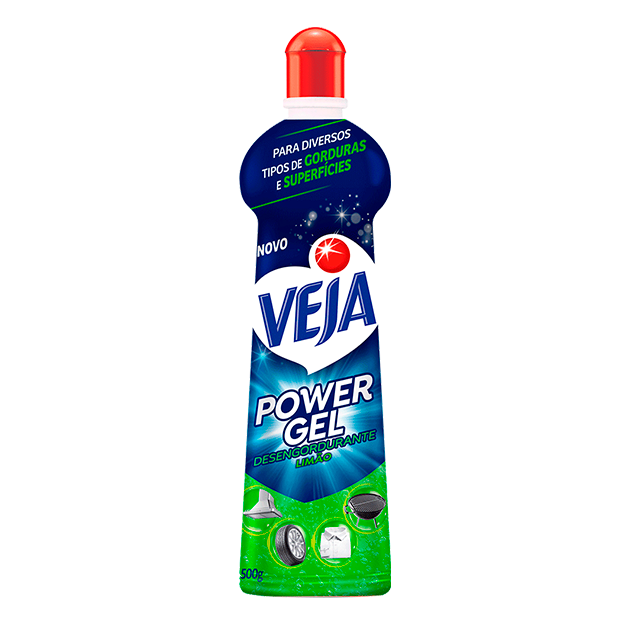 PARA DIVERSOS
TIPOS DE GORDURAS
E SUPERFÍCIES
NOVO
VEJA
POWER
GEL
DESENGORDURANTE
LIMÃO
500g